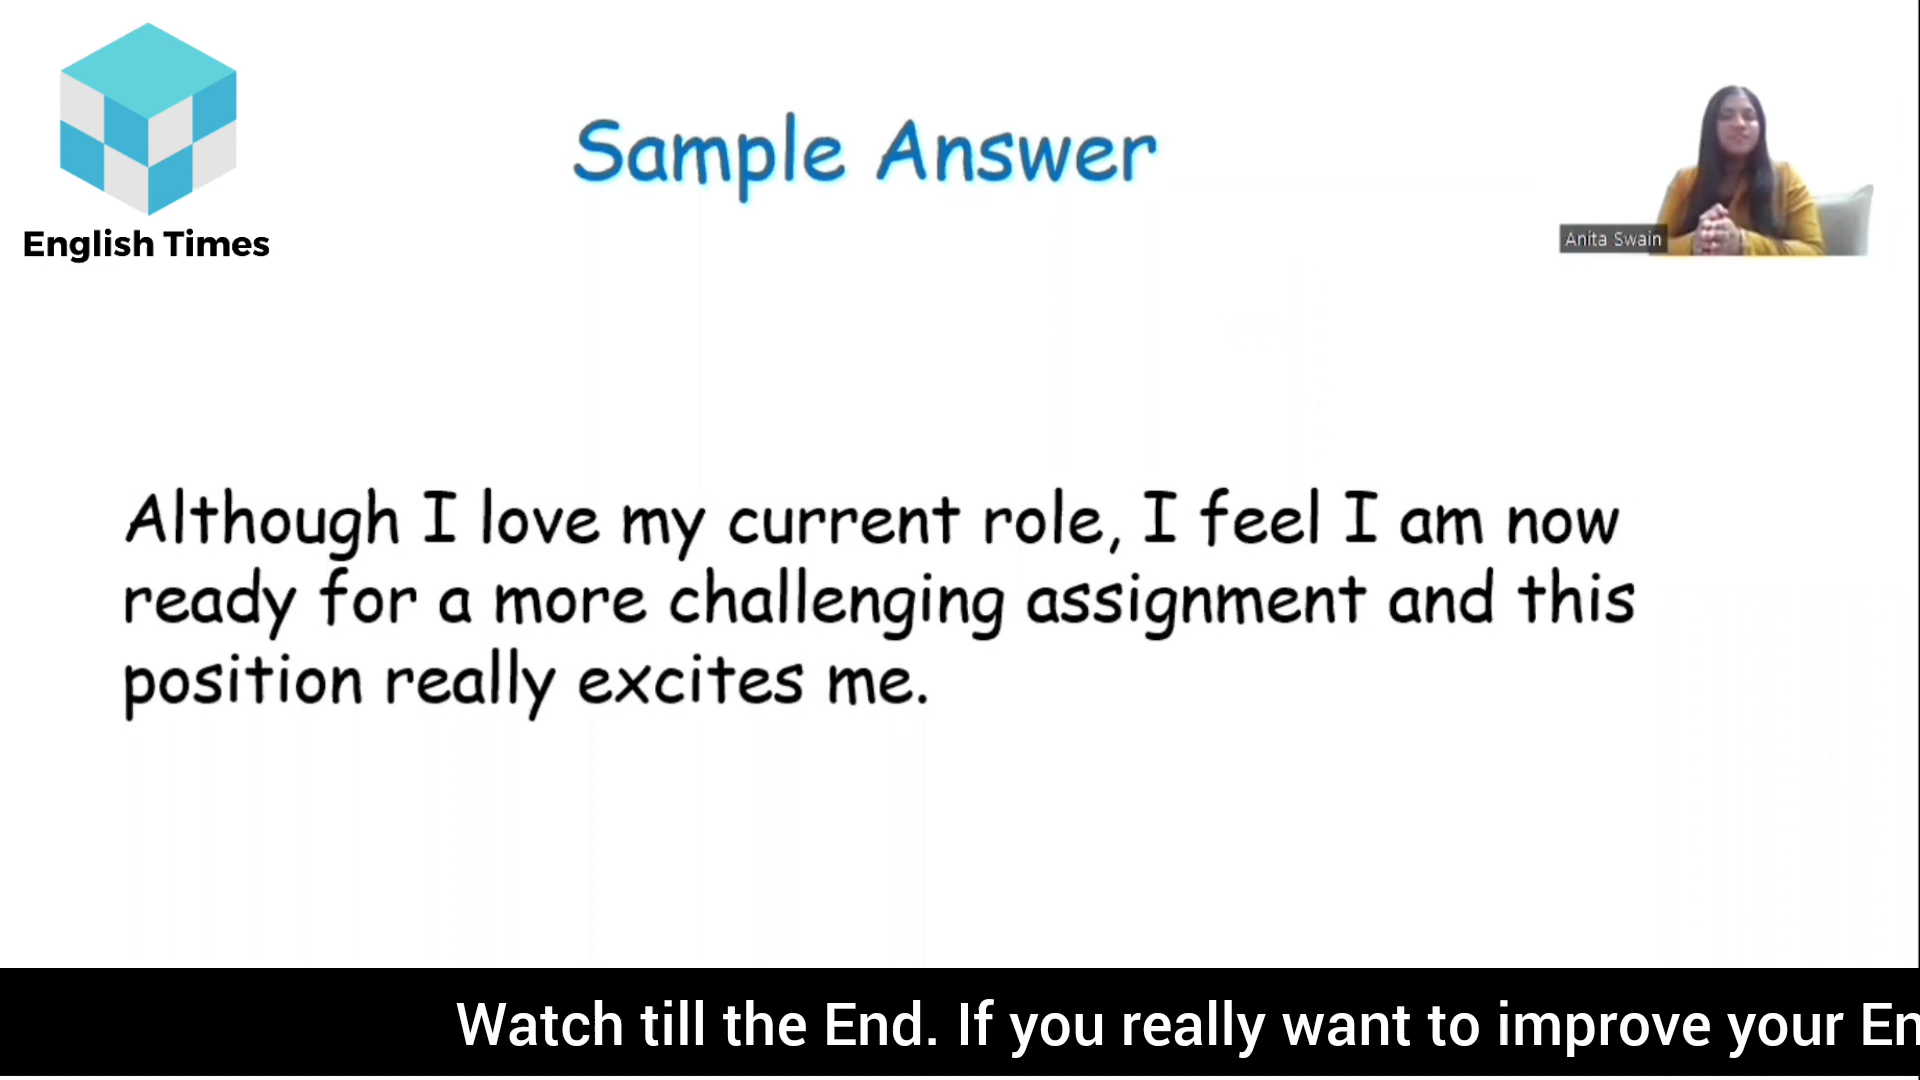 English Times
Sample Answer
Anita Swain
Although I love my current role, I feel I am now
ready for a more challenging assignment and this
position really excites me.
Watch till the End. If you really want to improve your En